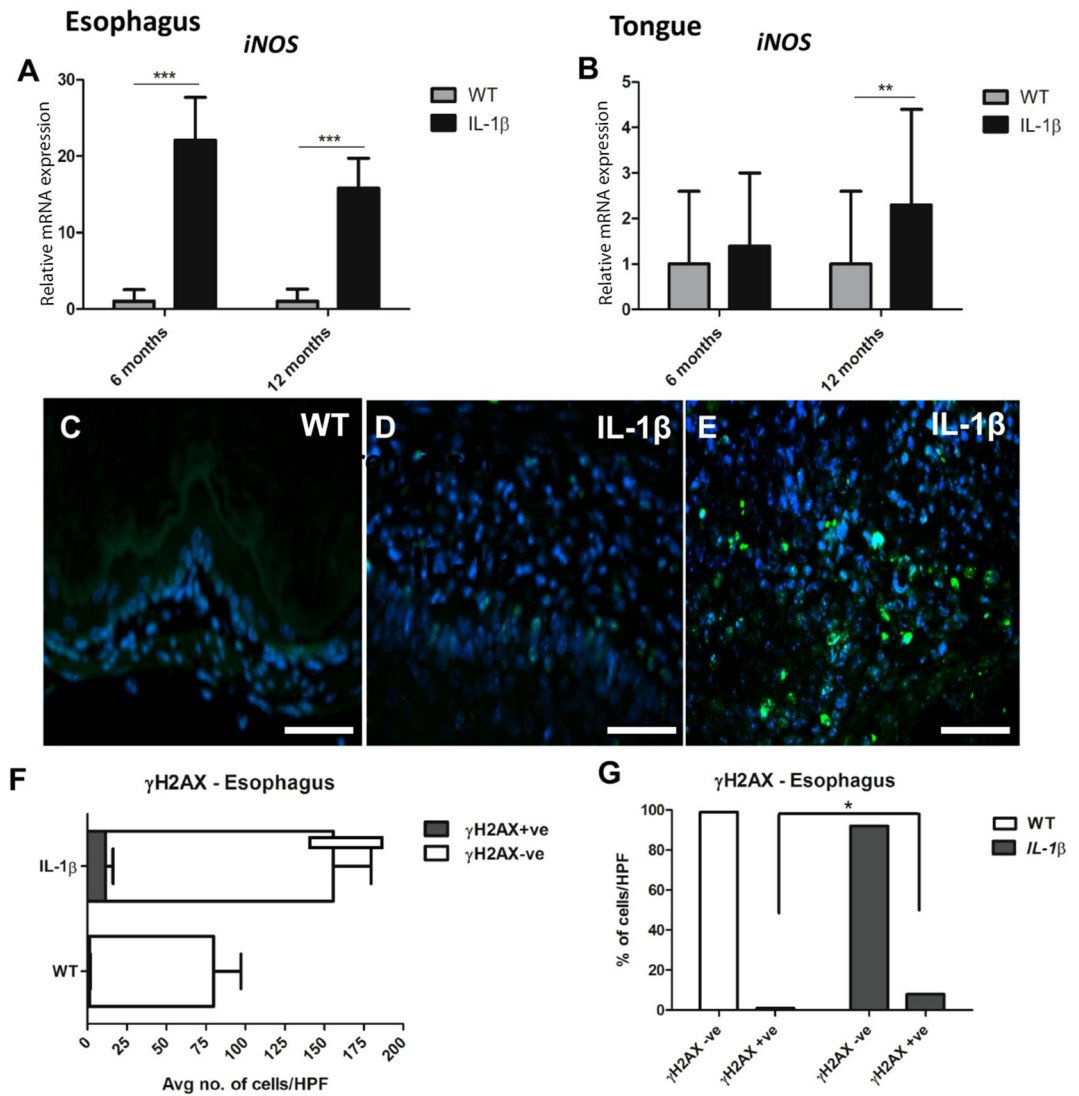 Esophagus
iNOS
A
***
***
WT
IL-1β
Relative mRNA expression
30
20
10
0
6 months
12 months
Tongue
iNOS
B
**
WT
IL-1β
Relative mRNA expression
5
4
3
2
1
0
6 months
12 months
C
WT
D
IL-1β
E
IL-1β
F
γH2AX - Esophagus
γH2AX+ve
γH2AX-ve
IL-1β
WT
0 25 50 75 100 125 150 175 200
Avg no. of cells/HPF
G
γH2AX - Esophagus
*
WT
IL-1β
% of cells/HPF
100
80
60
40
20
0
γH2AX -ve
γH2AX +ve
γH2AX -ve
γH2AX +ve